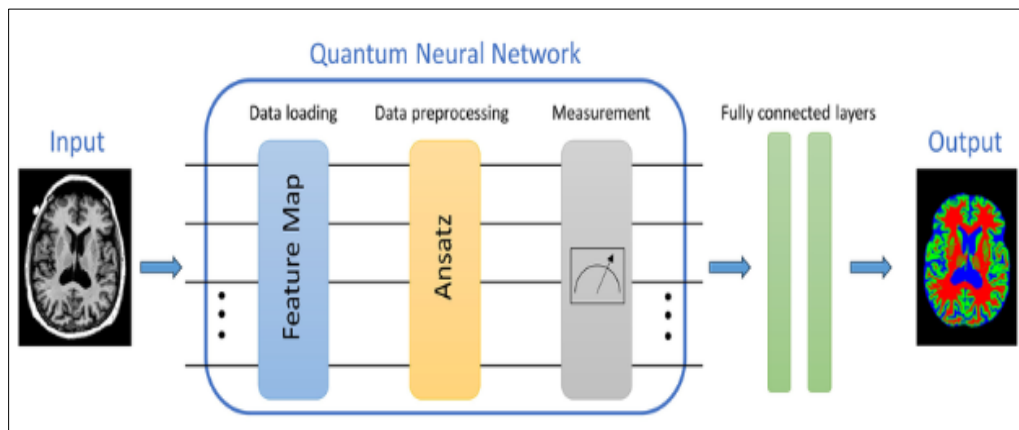 Quantum Neural Network
Data loading
Data preprocessing
Measurement
Fully connected layers
Input
Feature Map
Ansatz
Output